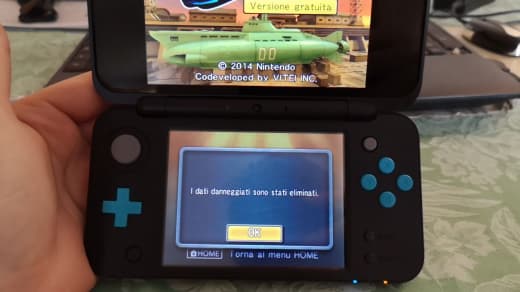 Versione gratuita
© 2014 Nintendo
Codeveloped by VITEI INC.
I dati danneggiati sono stati eliminati.
OK
HOME Torna al menu HOME